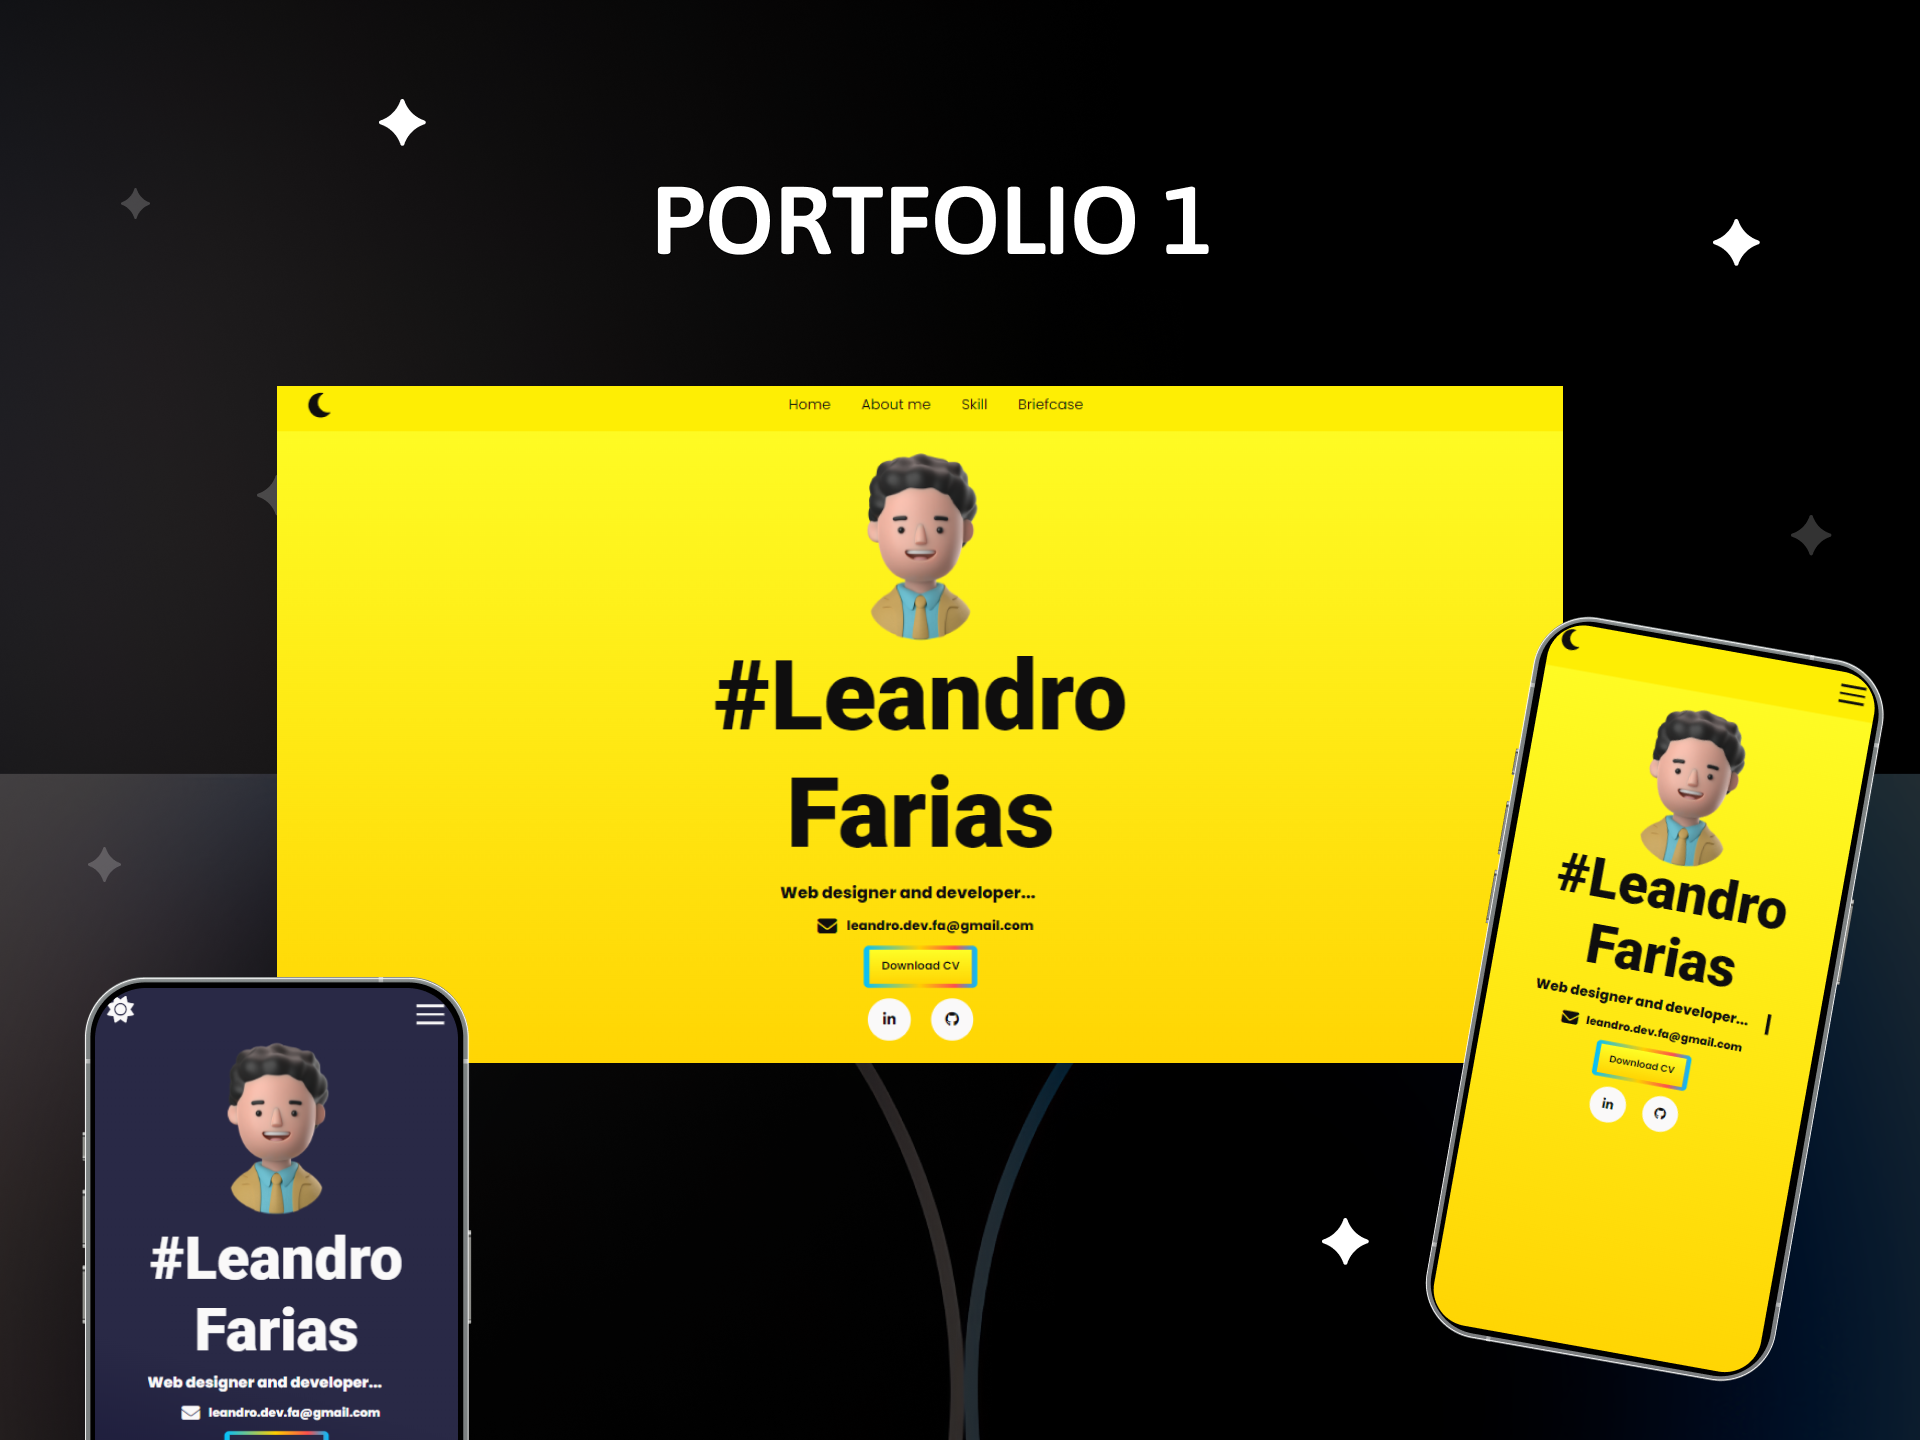 PORTFOLIO 1
Home About me Skill Briefcase
#Leandro
Farias
Web designer and developer...
leandro.dev.fa@gmail.com
Download CV
in
#Leandro
Farias
Web designer and developer... |
leandro.dev.fa@gmail.com
Download CV
in
#Leandro
Farias
Web designer and developer...
leandro.dev.fa@gmail.com